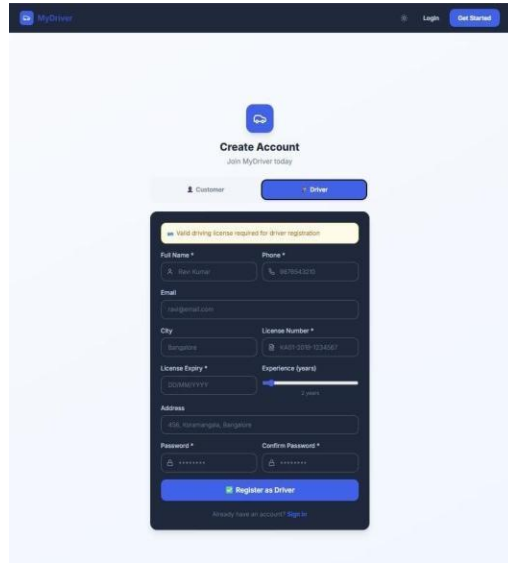 MyDriver
Login
Get Started
Create Account
Join MyDriver today
Customer
Driver
Valid driving license required for driver registration
Full Name *
Phone *
Ravi Kumar
9876543210
Email
ravi@email.com
City
License Number *
Bangalore
KA01-2019-1234567
License Expiry *
Experience (years)
DD/MM/YYYY
2 years
Address
456, Koramangala, Bangalore
Password *
Confirm Password *
••••••••
••••••••
Register as Driver
Already have an account? Sign in